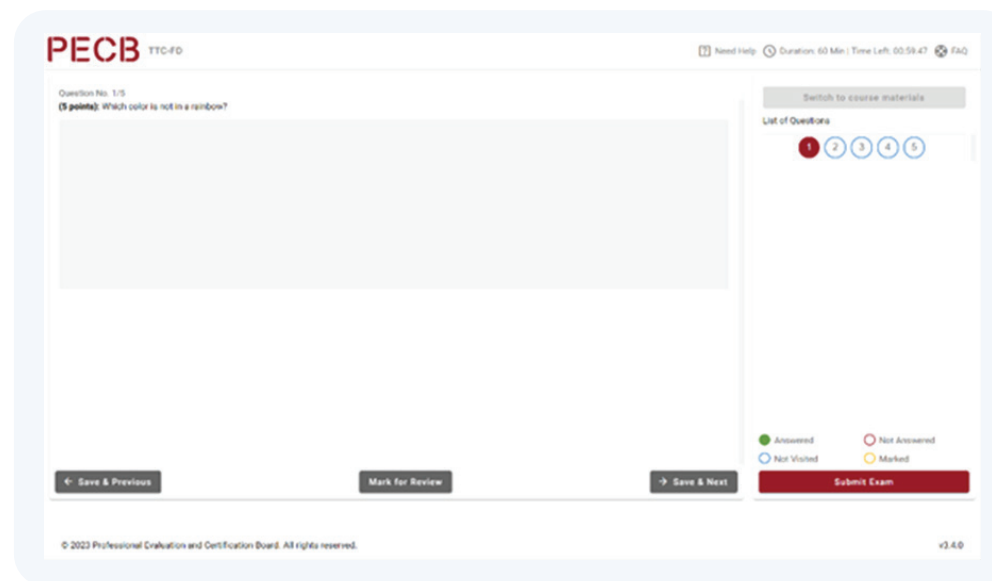 PECB TTC-FD
Need Help Duration: 60 Min | Time Left: 00:59:47 FAQ
Question No. 1/5
(5 points): Which color is not in a rainbow?
Switch to course materials
List of Questions
1 2 3 4 5
Answered Not Answered
Not Visited Marked
← Save & Previous Mark for Review → Save & Next Submit Exam
© 2023 Professional Evaluation and Certification Board. All rights reserved. v3.4.0